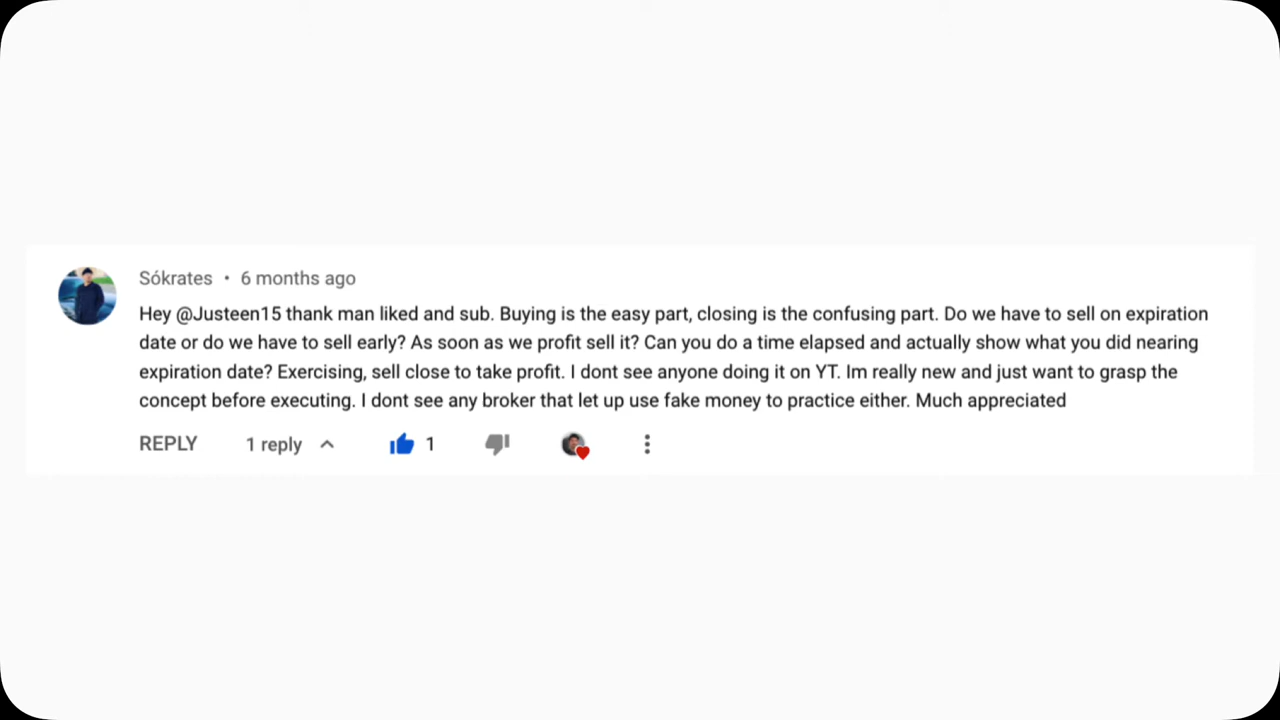 Sókrates • 6 months ago
Hey @Justeen15 thank man liked and sub. Buying is the easy part, closing is the confusing part. Do we have to sell on expiration
date or do we have to sell early? As soon as we profit sell it? Can you do a time elapsed and actually show what you did nearing
expiration date? Exercising, sell close to take profit. I dont see anyone doing it on YT. Im really new and just want to grasp the
concept before executing. I dont see any broker that let up use fake money to practice either. Much appreciated
REPLY 1 reply 1